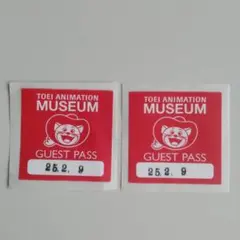 TOEI ANIMATION
MUSEUM
GUEST PASS
25.2. 9
TOEI ANIMATION
MUSEUM
GUEST PASS
25.2. 9